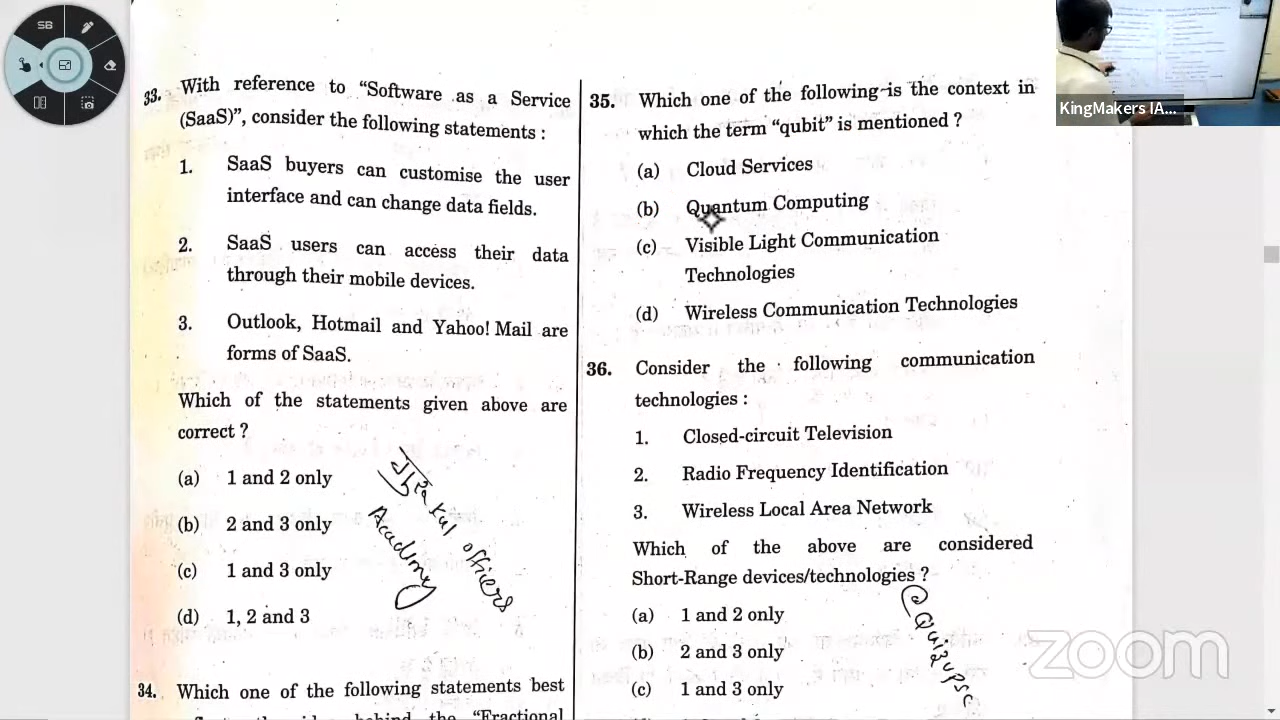 SB
33. With reference to “Software as a Service
(SaaS)”, consider the following statements :
1. SaaS buyers can customise the user
interface and can change data fields.
2. SaaS users can access their data
through their mobile devices.
3. Outlook, Hotmail and Yahoo! Mail are
forms of SaaS.
Which of the statements given above are
correct ?
(a) 1 and 2 only
(b) 2 and 3 only
(c) 1 and 3 only
(d) 1, 2 and 3
officers
Academy
34. Which one of the following statements best
behind the “Fractional
35. Which one of the following is the context in
which the term “qubit” is mentioned ?
(a) Cloud Services
(b) Quantum Computing
(c) Visible Light Communication
Technologies
(d) Wireless Communication Technologies
36. Consider the following communication
technologies :
1. Closed-circuit Television
2. Radio Frequency Identification
3. Wireless Local Area Network
Which of the above are considered
Short-Range devices/technologies ?
(a) 1 and 2 only
(b) 2 and 3 only
(c) 1 and 3 only
@Quizupsc
KingMakers IA...
zoom